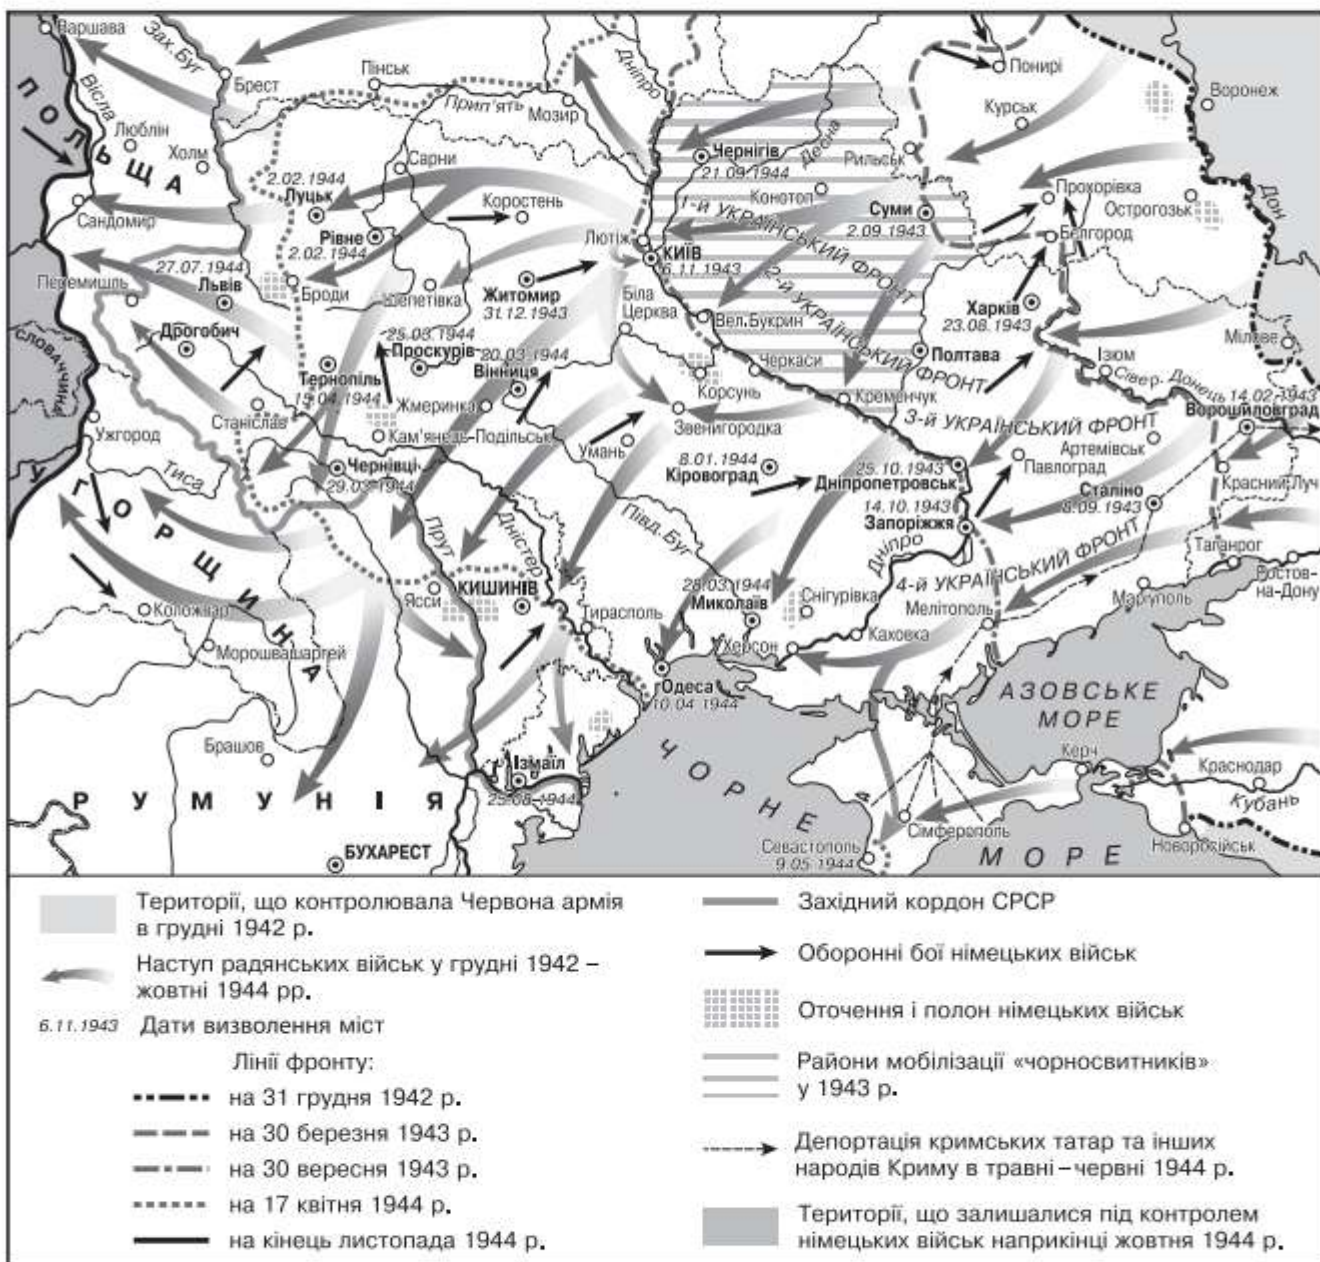 Варшава
Зах. Буг
Вісла
ПОЛЬЩА
Брест
Пінськ
Прип'ять
Мозир
Дніпро
Понирі
Воронеж
Курськ
Люблін
Холм
Сарни
Чернігів
21.09.1944
Десна
Рильськ
2.02.1944
Луцьк
Коростень
Конотоп
Прохорівка
Острогозьк
Дон
Сандомир
Рівне
2.02.1944
Лютіж
1-й УКРАЇНСЬКИЙ ФРОНТ
Суми
2.09.1943
Бєлгород
КИЇВ
6.11.1943
27.07.1944
Львів
Перемишль
Броди
Шепетівка
Житомир
31.12.1943
Біла
Церква
2-й УКРАЇНСЬКИЙ ФРОНТ
Вел.Букрин
Харків
23.08.1943
Мілове
Дрогобич
25.03.1944
Проскурів
20.03.1944
Вінниця
Черкаси
Полтава
Ізюм
Сівер. Донець
14.02.1943
Ворошиловград
Тернопіль
15.04.1944
Жмеринка
Корсунь
Кременчук
3-й УКРАЇНСЬКИЙ ФРОНТ
Ужгород
Станіслав
Кам'янець-Подільськ
Умань
Звенигородка
Артемівськ
Павлоград
Красний Луч
Тиса
Чернівці
29.03.1944
8.01.1944
Кіровоград
25.10.1943
Дніпропетровськ
Сталіно
8.09.1943
УГОРЩИНА
Прут
Дністер
Півд. Буг
14.10.1943
Запоріжжя
Дніпро
4-й УКРАЇНСЬКИЙ ФРОНТ
Таганрог
Ростов-
на-Дону
Ясси
КИШИНІВ
28.03.1944
Миколаїв
Снігурівка
Мелітополь
Маріуполь
Коложвар
Тирасполь
Херсон
Каховка
Морошвашаргей
Одеса
10.04.1944
АЗОВСЬКЕ
МОРЕ
Брашов
Ізмаїл
25.08.1944
ЧОРНЕ
Керч
Краснодар
Кубань
РУМУНІЯ
Сімферополь
БУХАРЕСТ
Севастополь
9.05.1944
МОРЕ
Новоросійськ
Території, що контролювала Червона армія
в грудні 1942 р.
Наступ радянських військ у грудні 1942 –
жовтні 1944 рр.
6.11.1943 Дати визволення міст
Лінії фронту:
на 31 грудня 1942 р.
на 30 березня 1943 р.
на 30 вересня 1943 р.
на 17 квітня 1944 р.
на кінець листопада 1944 р.
Західний кордон СРСР
Оборонні бої німецьких військ
Оточення і полон німецьких військ
Райони мобілізації «чорносвитників»
у 1943 р.
Депортація кримських татар та інших
народів Криму в травні–червні 1944 р.
Території, що залишалися під контролем
німецьких військ наприкінці жовтня 1944 р.